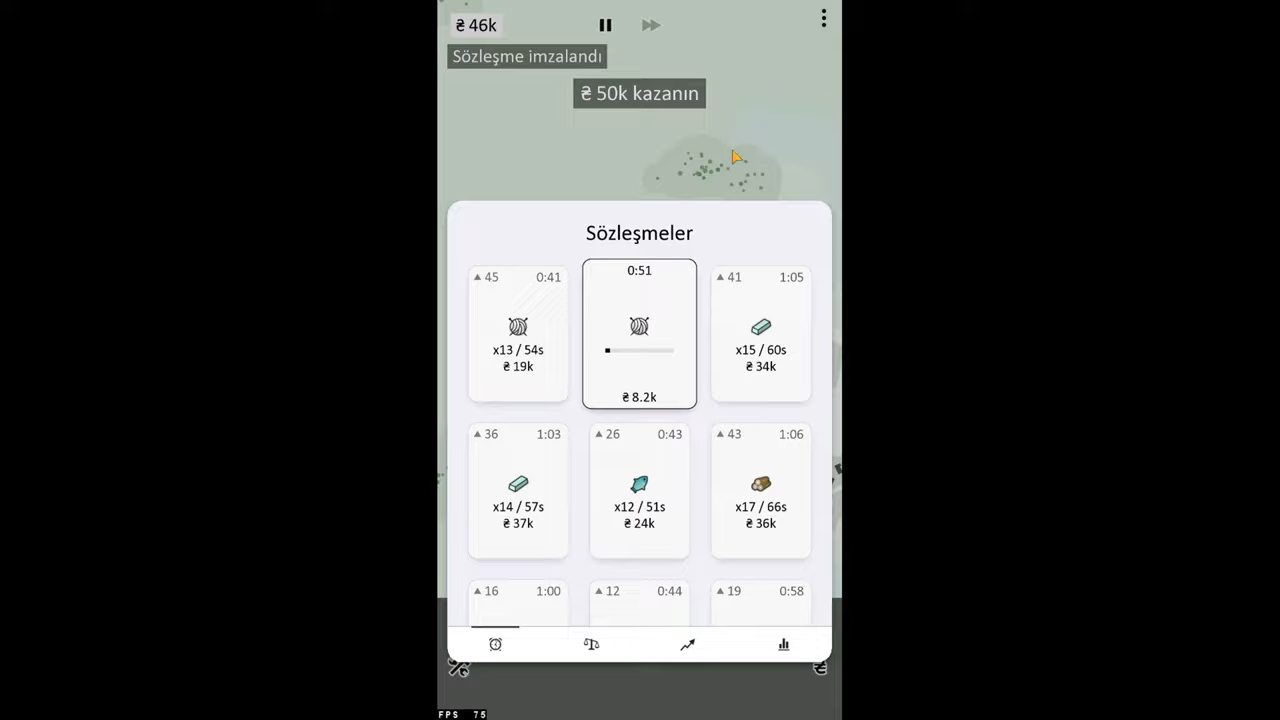 ₴ 46k
Sözleşme imzalandı
₴ 50k kazanın
Sözleşmeler
▲ 45 0:41
x13 / 54s
₴ 19k
0:51
₴ 8.2k
▲ 41 1:05
x15 / 60s
₴ 34k
▲ 36 1:03
x14 / 57s
₴ 37k
▲ 26 0:43
x12 / 51s
₴ 24k
▲ 43 1:06
x17 / 66s
₴ 36k
▲ 16 1:00
▲ 12 0:44
▲ 19 0:58
₴
FPS 75